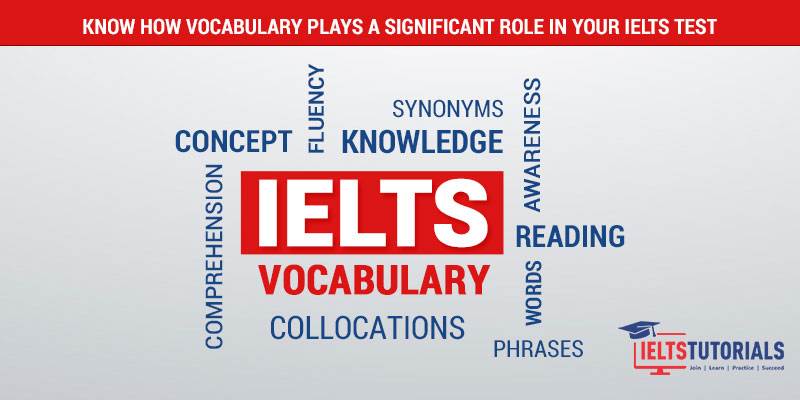 KNOW HOW VOCABULARY PLAYS A SIGNIFICANT ROLE IN YOUR IELTS TEST
FLUENCY
SYNONYMS
CONCEPT
KNOWLEDGE
AWARENESS
COMPREHENSION
IELTS
READING
VOCABULARY
WORDS
COLLOCATIONS
PHRASES
IELTSTUTORIALS
Join | Learn | Practice | Succeed